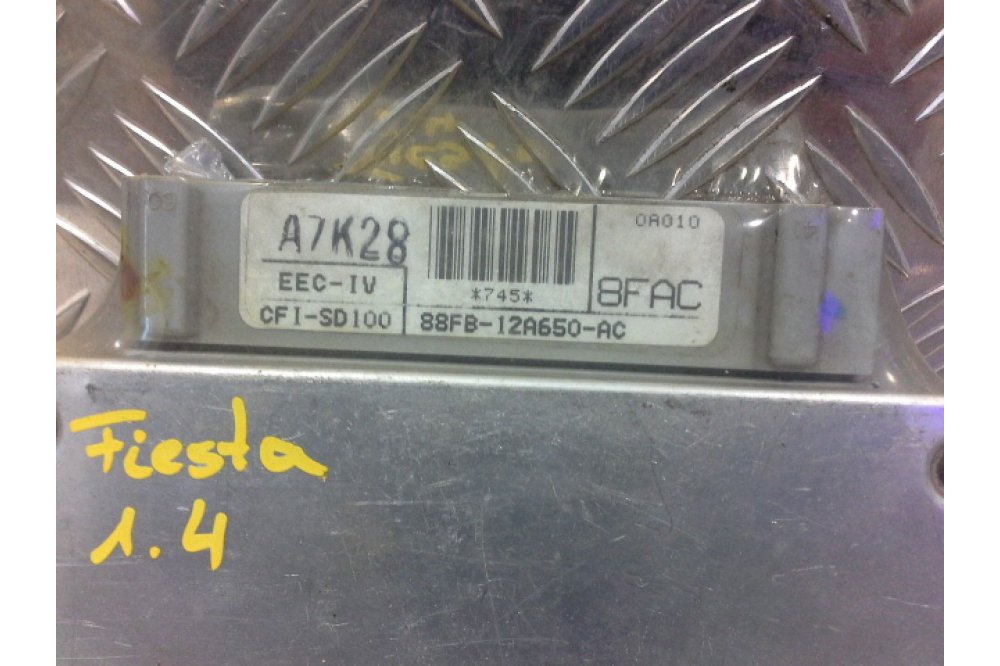 A7K28
*745*
0A010
EEC-IV
8FAC
CFI-SD100
88FB-12A650-AC
Fiesta
1.4